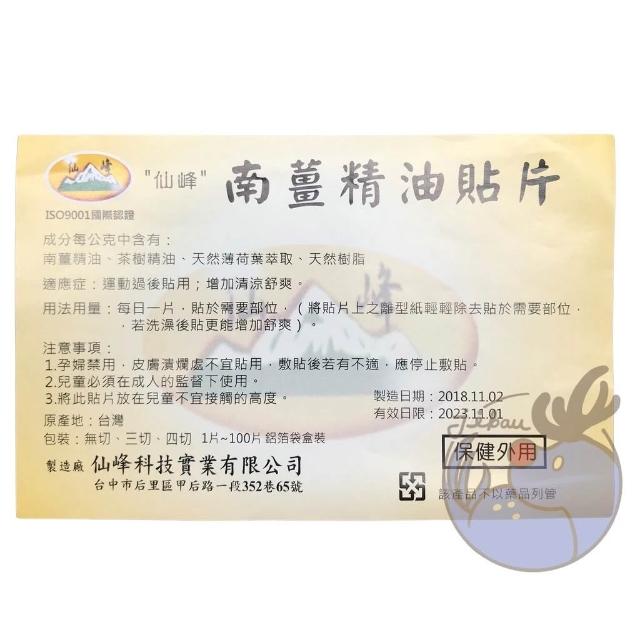 仙峰
"仙峰" 南薑精油貼片
ISO9001國際認證
成分每公克中含有：
南薑精油、茶樹精油、天然薄荷葉萃取、天然樹脂
適應症：運動過後貼用；增加清涼舒爽。
用法用量：每日一片，貼於需要部位，（將貼片上之離型紙輕輕除去貼於需要部位，
，若洗澡後貼更能增加舒爽）。
注意事項：
1.孕婦禁用，皮膚潰爛處不宜貼用，敷貼後若有不適，應停止敷貼。
2.兒童必須在成人的監督下使用。
3.將此貼片放在兒童不宜接觸的高度。
製造日期：2018.11.02
有效日期：2023.11.01
原產地：台灣
包裝：無切、三切、四切 1片~100片 鋁箔袋盒裝
保健外用
製造廠 仙峰科技實業有限公司
台中市后里區甲后路一段352巷65號
該產品不以藥品列管